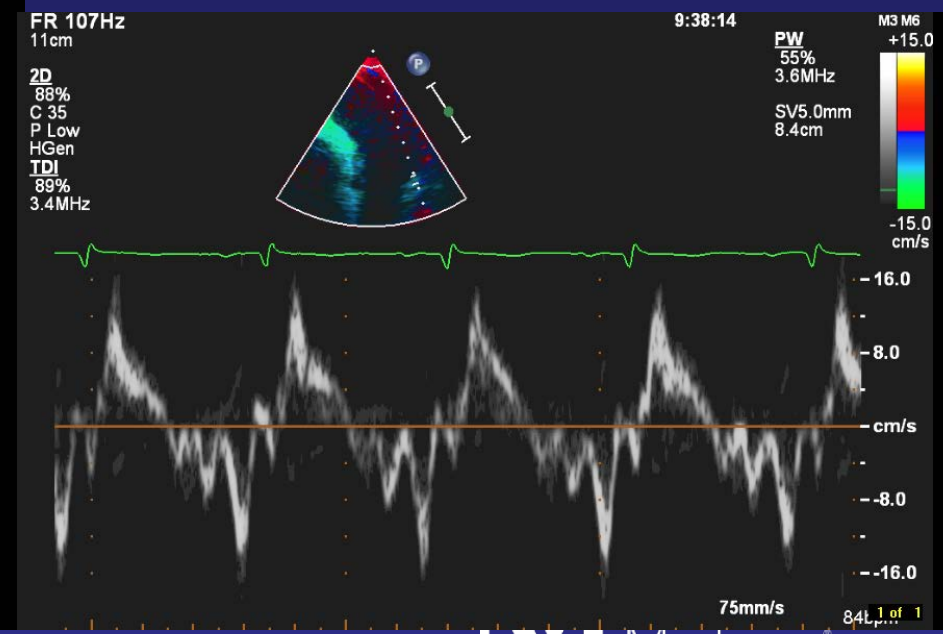 FR 107Hz
11cm
2D
88%
C 35
P Low
HGen
TDI
89%
3.4MHz
P
9:38:14
PW
55%
3.6MHz
SV5.0mm
8.4cm
M3 M6
+15.0
-15.0
cm/s
16.0
8.0
cm/s
-8.0
-16.0
75mm/s
1 of 1